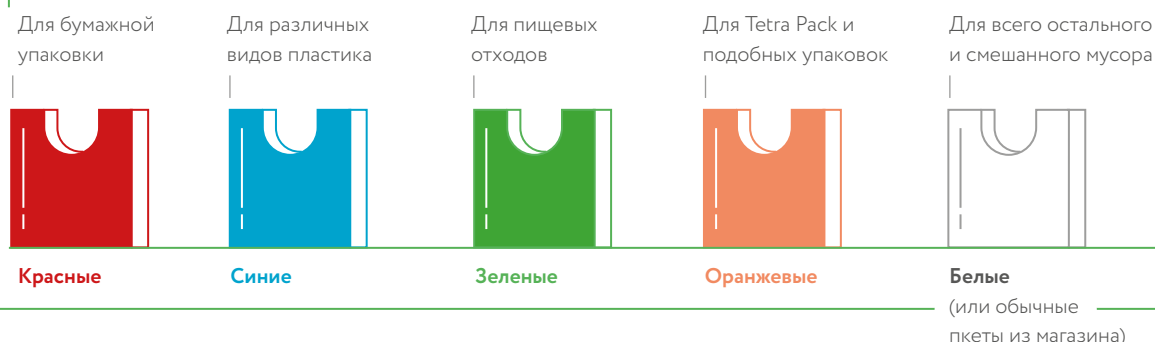 Для бумажной
упаковки
Для различных
видов пластика
Для пищевых
отходов
Для Tetra Pack и
подобных упаковок
Для всего остального
и смешанного мусора
Красные
Синие
Зеленые
Оранжевые
Белые
(или обычные
пкеты из магазина)